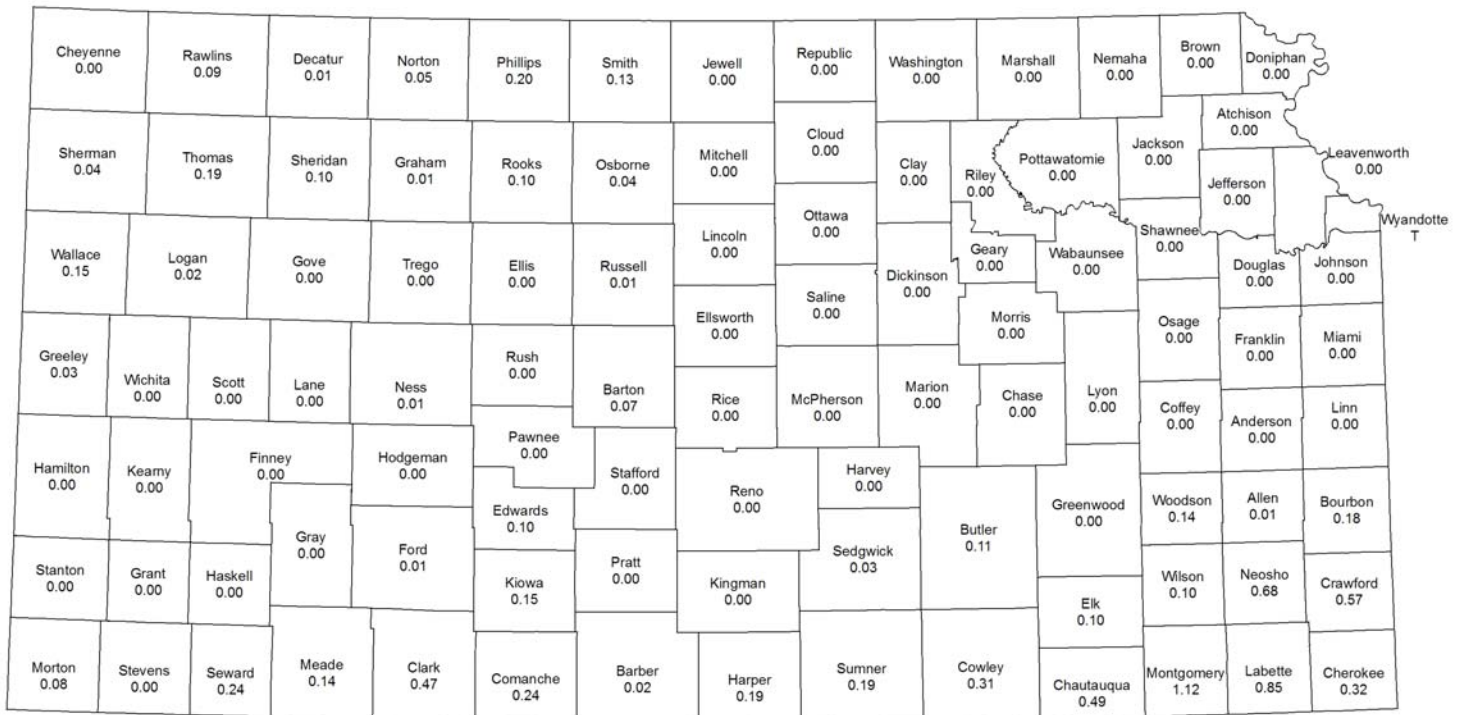 Cheyenne
0.00
Rawlins
0.09
Decatur
0.01
Norton
0.05
Phillips
0.20
Smith
0.13
Jewell
0.00
Republic
0.00
Washington
0.00
Marshall
0.00
Nemaha
0.00
Brown
0.00
Doniphan
0.00
Sherman
0.04
Thomas
0.19
Sheridan
0.10
Graham
0.01
Rooks
0.10
Osborne
0.04
Mitchell
0.00
Cloud
0.00
Clay
0.00
Riley
0.00
Pottawatomie
0.00
Jackson
0.00
Atchison
0.00
Jefferson
0.00
Leavenworth
0.00
Wyandotte
T
Wallace
0.15
Logan
0.02
Gove
0.00
Trego
0.00
Ellis
0.00
Russell
0.01
Lincoln
0.00
Ottawa
0.00
Dickinson
0.00
Geary
0.00
Wabaunsee
0.00
Shawnee
0.00
Douglas
0.00
Johnson
0.00
Ellsworth
0.00
Saline
0.00
Morris
0.00
Osage
0.00
Franklin
0.00
Miami
0.00
Greeley
0.03
Wichita
0.00
Scott
0.00
Lane
0.00
Ness
0.01
Rush
0.00
Barton
0.07
Rice
0.00
McPherson
0.00
Marion
0.00
Chase
0.00
Lyon
0.00
Coffey
0.00
Anderson
0.00
Linn
0.00
Hamilton
0.00
Kearny
0.00
Finney
0.00
Hodgeman
0.00
Pawnee
0.00
Stafford
0.00
Reno
0.00
Harvey
0.00
Butler
0.11
Greenwood
0.00
Woodson
0.14
Allen
0.01
Bourbon
0.18
Gray
0.00
Ford
0.01
Edwards
0.10
Kiowa
0.15
Pratt
0.00
Kingman
0.00
Sedgwick
0.03
Elk
0.10
Wilson
0.10
Neosho
0.68
Crawford
0.57
Stanton
0.00
Grant
0.00
Haskell
0.00
Morton
0.08
Stevens
0.00
Seward
0.24
Meade
0.14
Clark
0.47
Comanche
0.24
Barber
0.02
Harper
0.19
Sumner
0.19
Cowley
0.31
Chautauqua
0.49
Montgomery
1.12
Labette
0.85
Cherokee
0.32